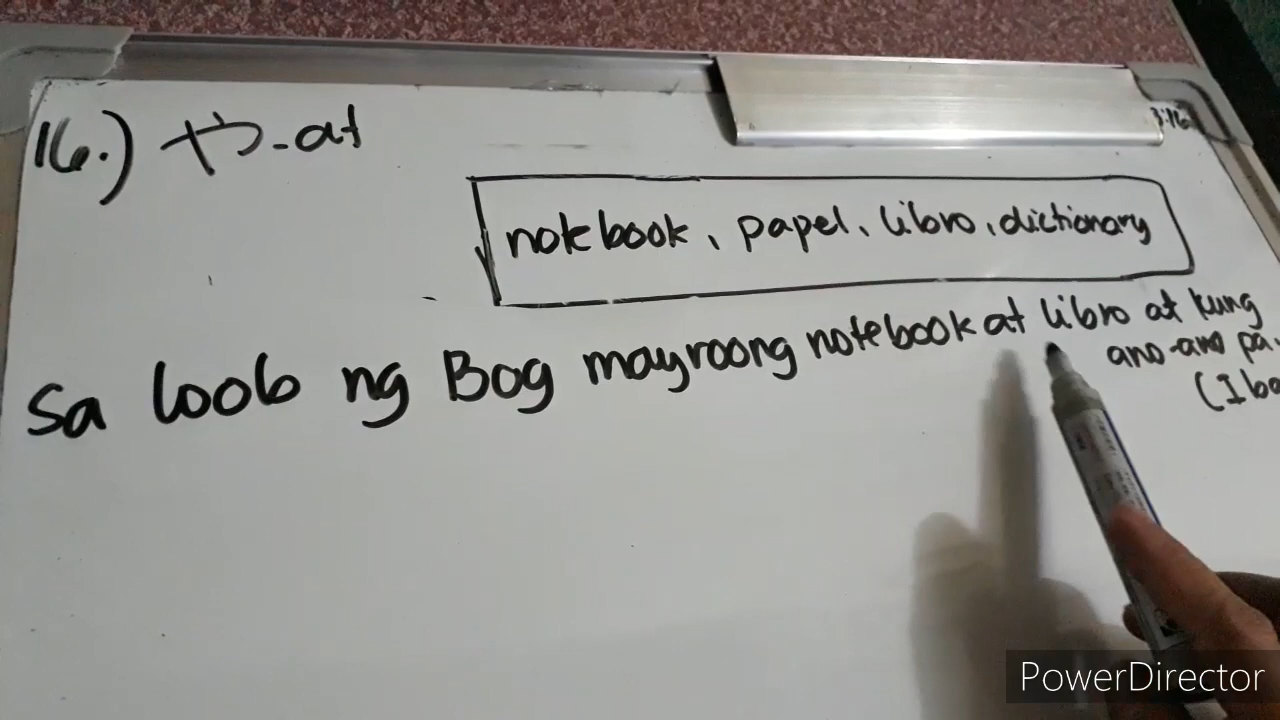 16.) や - at
notebook、papel、libro、dictionary
Sa loob ng Bag mayroong notebook at libro at kung
ano-ano pa.
PowerDirector